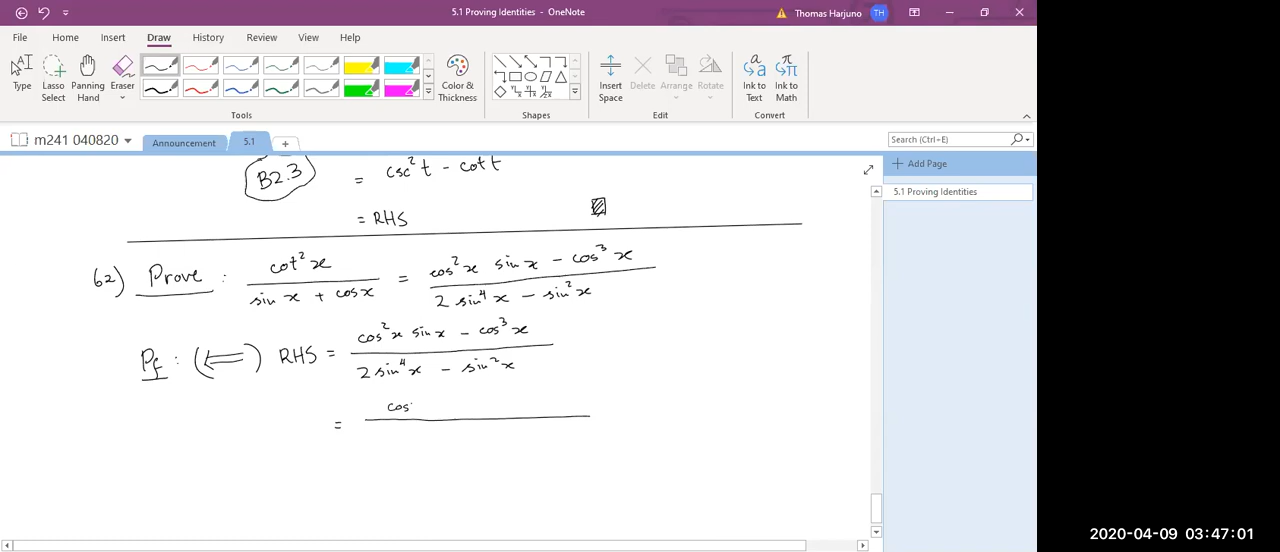 5.1 Proving Identities - OneNote
Thomas Harjuno TH
File Home Insert Draw History Review View Help
Type Lasso Select Panning Hand Eraser Color & Thickness Insert Space Delete Arrange Rotate Ink to Text Ink to Math
Tools Shapes Edit Convert
m241 040820 Announcement 5.1 + Search (Ctrl+E)
+ Add Page
5.1 Proving Identities
B2.3 = csc² t - cot t
= RHS
62) Prove : cot² x / (sin x + cos x) = (cos² x sin x - cos³ x) / (2 sin⁴ x - sin² x)
Pf : (⇐) RHS = (cos² x sin x - cos³ x) / (2 sin⁴ x - sin² x)
= cos
2020-04-09 03:47:01